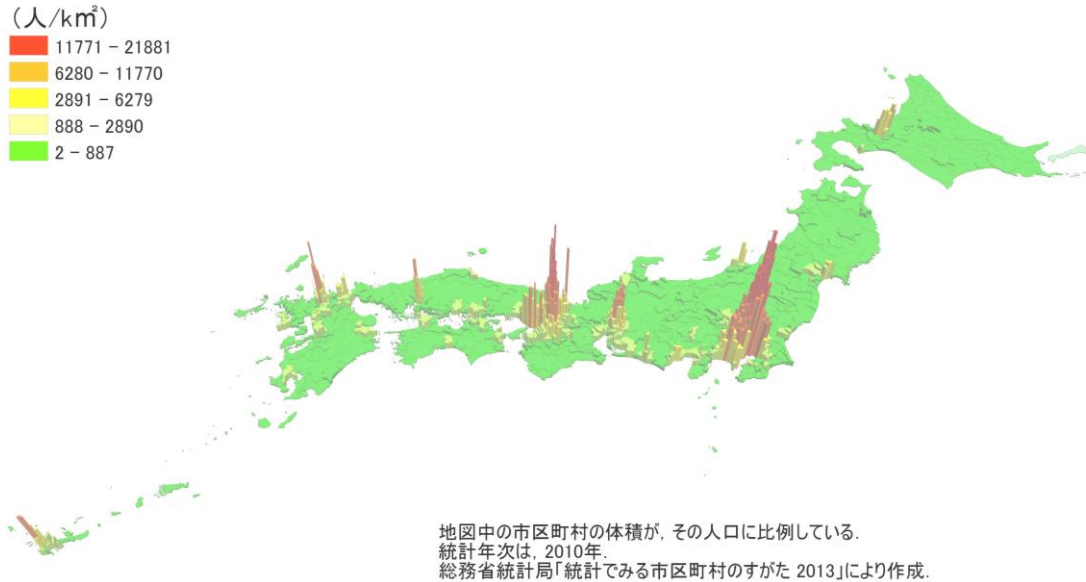 (人/km²)
11771 - 21881
6280 - 11770
2891 - 6279
888 - 2890
2 - 887
地図中の市区町村の体積が, その人口に比例している.
統計年次は, 2010年.
総務省統計局「統計でみる市区町村のすがた 2013」により作成.